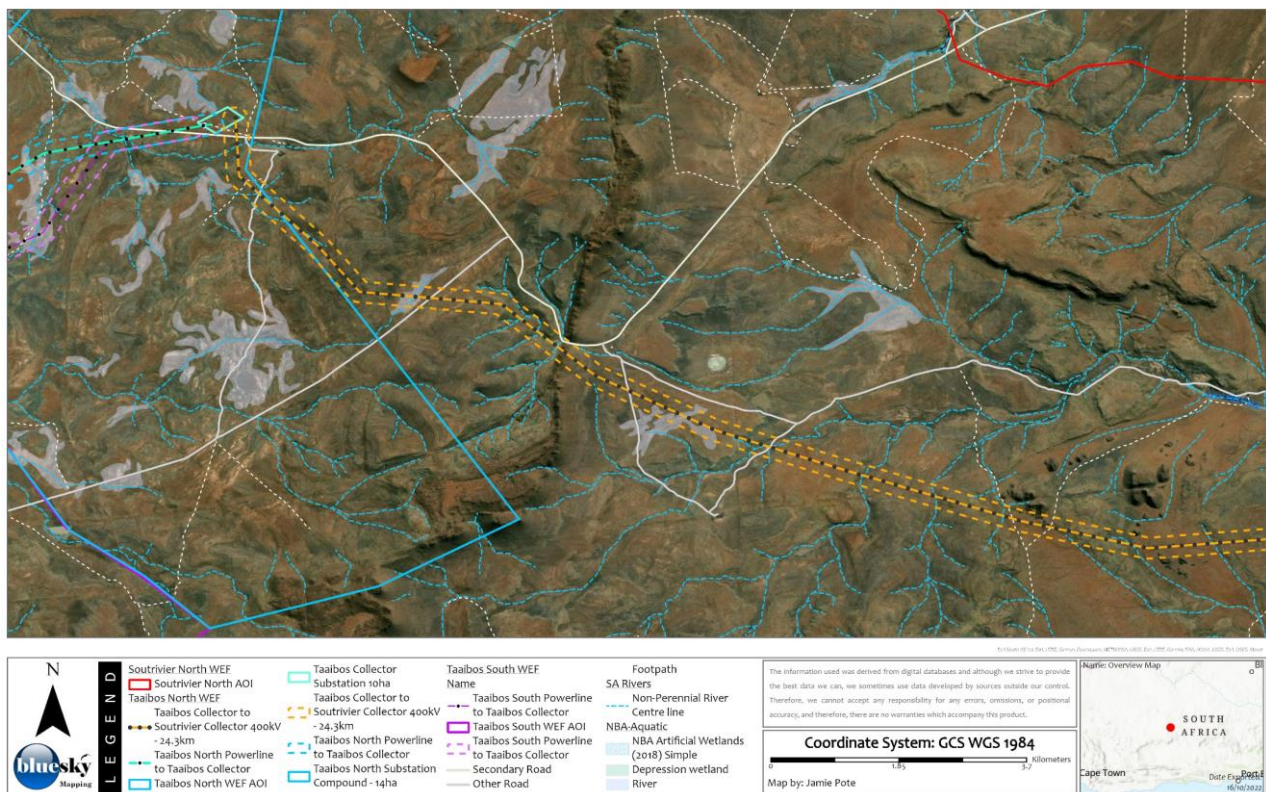 N
bluesky
Mapping
LEGEND
Soutrivier North WEF
Soutrivier North AOI
Taaibos North WEF
Taaibos Collector to
Soutrivier Collector 400kV
- 24.3km
Taaibos North Powerline
to Taaibos Collector
Taaibos North WEF AOI
Taaibos Collector
Substation 10ha
Taaibos Collector to
Soutrivier Collector 400kV
- 24.3km
Taaibos North Powerline
to Taaibos Collector
Taaibos North Substation
Compound - 14ha
Taaibos South WEF
Name
Taaibos South Powerline
to Taaibos Collector
Taaibos South WEF AOI
Taaibos South Powerline
to Taaibos Collector
Secondary Road
Other Road
Footpath
SA Rivers
Non-Perennial River
Centre line
NBA-Aquatic
NBA Artificial Wetlands
(2018) Simple
Depression wetland
River
The information used was derived from digital databases and although we strive to provide
the best data we can, we sometimes use data developed by sources outside our control.
Therefore, we cannot accept any responsibility for any errors, omissions, or positional
accuracy, and therefore, there are no warranties which accompany this product.
Coordinate System: GCS WGS 1984
Kilometers
0 1.85 3.7
Map by: Jamie Pote
Name: Overview Map
Bl
SOUTH
AFRICA
Cape Town
Port E
Date Exported:
16/10/2022